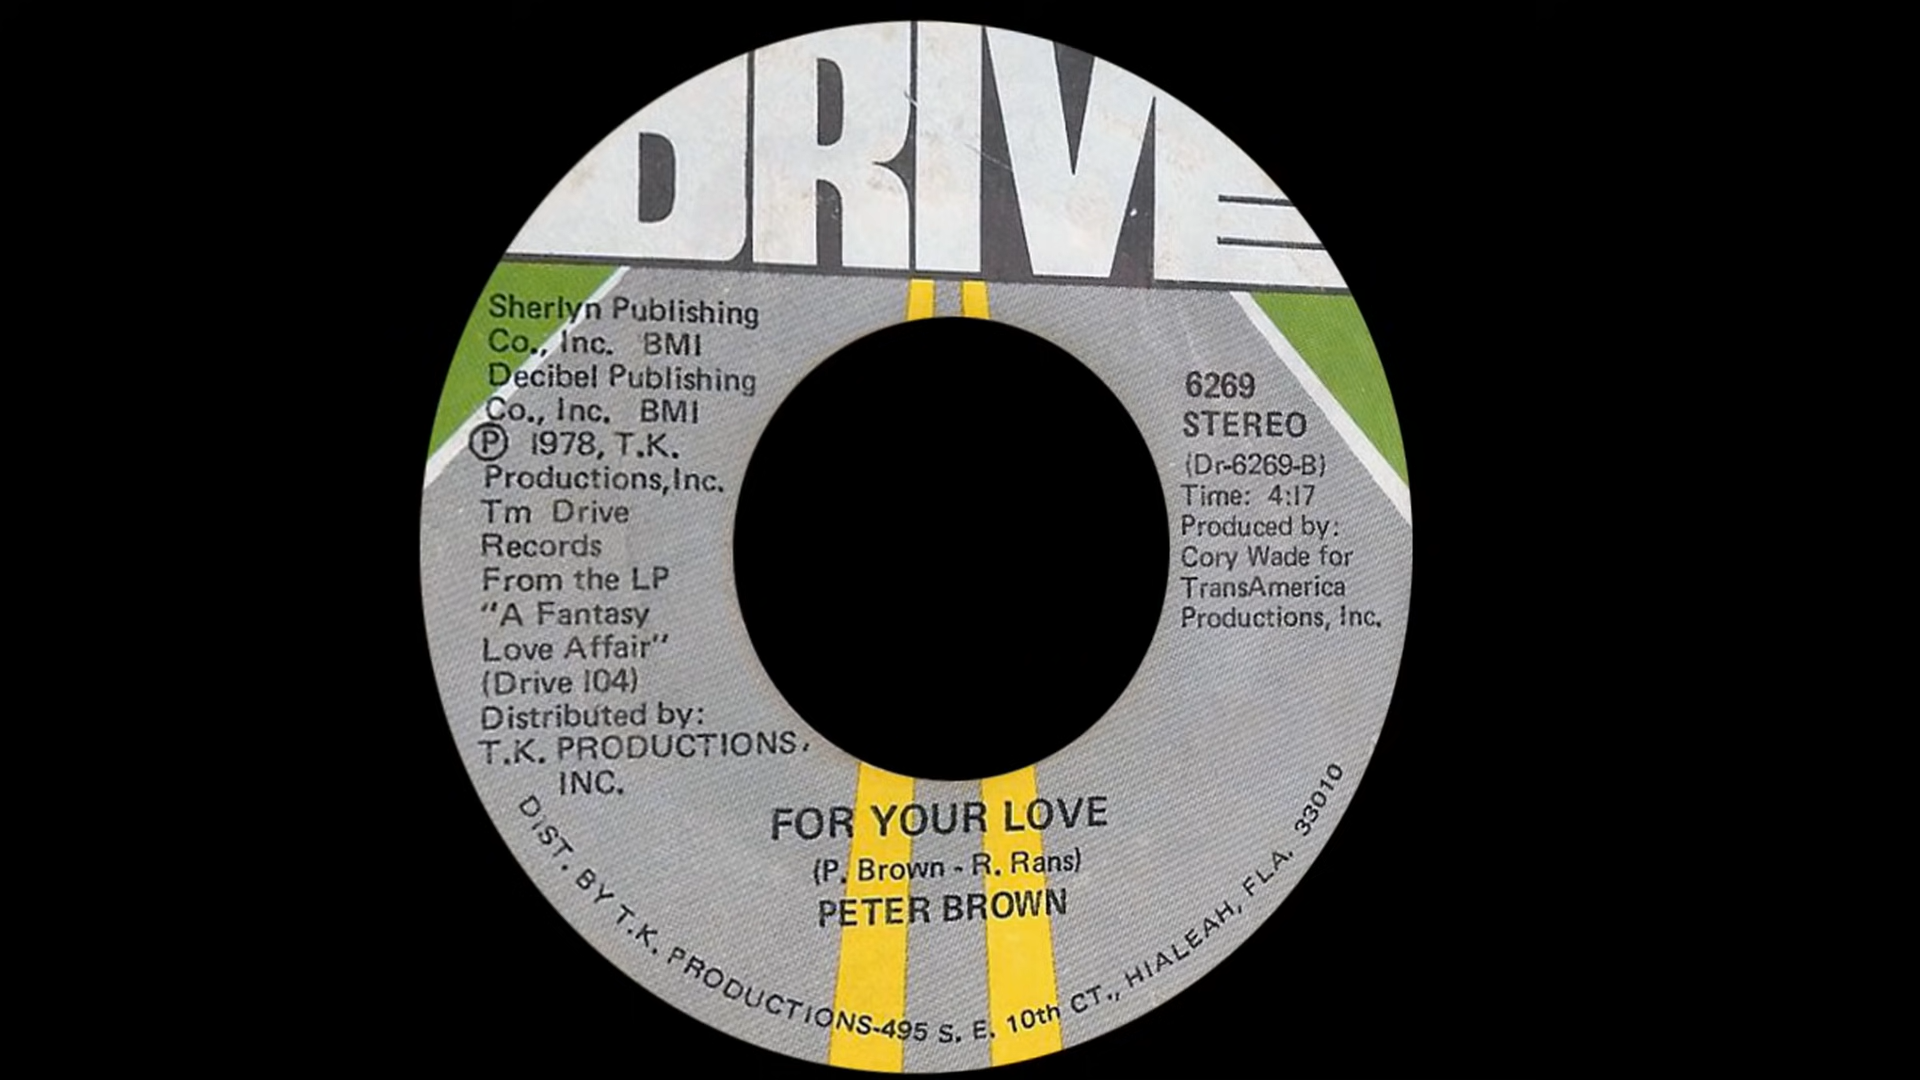 DRIVE
Sherlyn Publishing
Co., Inc. BMI
Decibel Publishing
Co., Inc. BMI
Ⓟ 1978, T.K.
Productions, Inc.
Tm Drive
Records
From the LP
"A Fantasy
Love Affair"
(Drive 104)
Distributed by:
T.K. PRODUCTIONS,
INC.
6269
STEREO
(Dr-6269-B)
Time: 4:17
Produced by:
Cory Wade for
TransAmerica
Productions, Inc.
FOR YOUR LOVE
(P. Brown - R. Rans)
PETER BROWN
DIST. BY T.K. PRODUCTIONS-495 S. E. 10th CT., HIALEAH, FLA. 33010